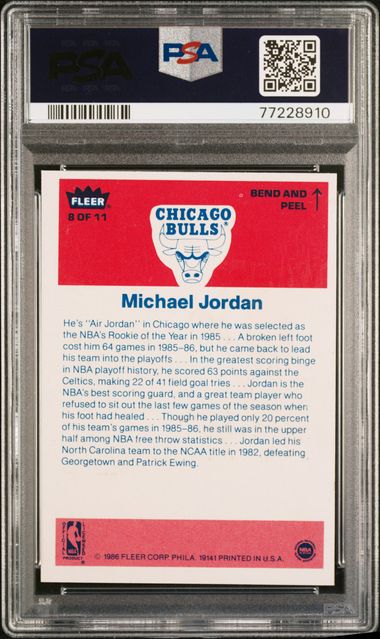 PSA
PSA
77228910
FLEER
8 OF 11
BEND AND
PEEL
CHICAGO
BULLS
Michael Jordan
He's "Air Jordan" in Chicago where he was selected as
the NBA's Rookie of the Year in 1985 . . . A broken left foot
cost him 64 games in 1985-86, but he came back to lead
his team into the playoffs . . . In the greatest scoring binge
in NBA playoff history, he scored 63 points against the
Celtics, making 22 of 41 field goal tries . . . Jordan is the
NBA's best scoring guard, and a great team player who
refused to sit out the last few games of the season when
his foot had healed . . . Though he played only 20 percent
of his team's games in 1985-86, he still was in the upper
half among NBA free throw statistics . . . Jordan led his
North Carolina team to the NCAA title in 1982, defeating
Georgetown and Patrick Ewing.
OFFICIAL
NBA
LICENSED
PRODUCT
© 1986 FLEER CORP. PHILA. 19141 PRINTED IN U.S.A.
NBA
PSA